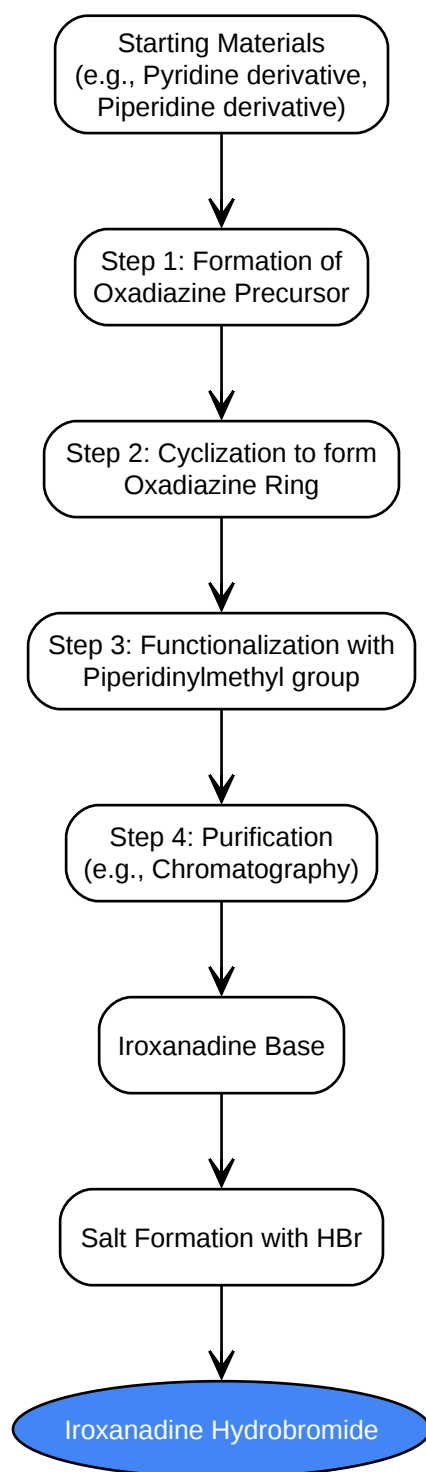 Starting Materials
(e.g., Pyridine derivative,
Piperidine derivative)
Step 1: Formation of
Oxadiazine Precursor
Step 2: Cyclization to form
Oxadiazine Ring
Step 3: Functionalization with
Piperidinylmethyl group
Step 4: Purification
(e.g., Chromatography)
Iroxanadine Base
Salt Formation with HBr
Iroxanadine Hydrobromide